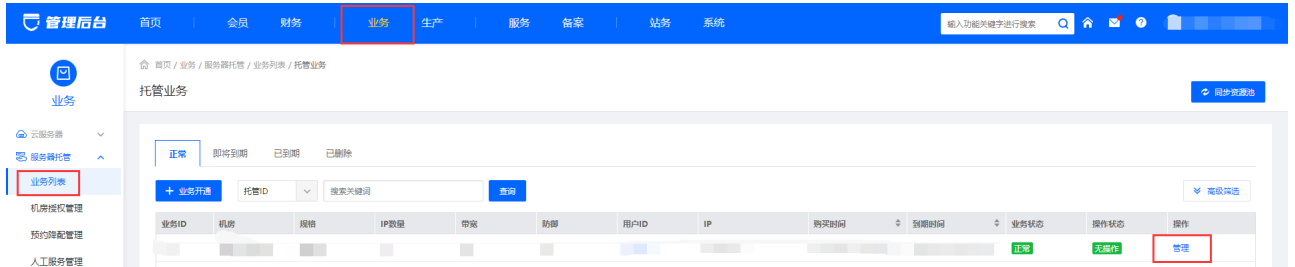 管理后台 首页 会员 财务 业务 生产 服务 备案 站务 系统 输入功能关键字进行搜索
首页 / 业务 / 服务器托管 / 业务列表 / 托管业务
业务
托管业务 同步资源池
云服务器
服务器托管
业务列表
机房授权管理
预约降配管理
人工服务管理
正常 即将到期 已到期 已删除
+ 业务开通 托管ID 搜索关键词 查询 高级筛选
业务ID 机房 规格 IP数量 带宽 防御 用户ID IP 购买时间 到期时间 业务状态 操作状态 操作
正常 无操作 管理